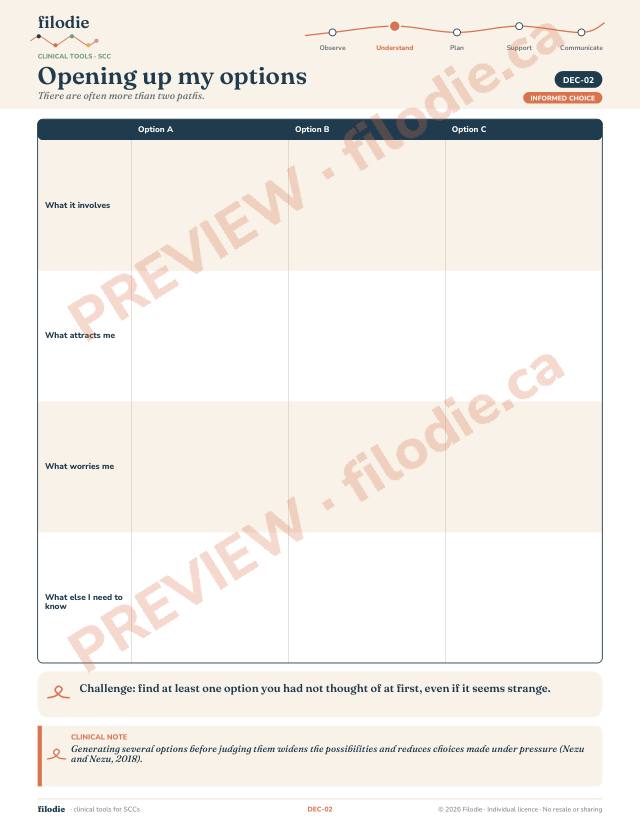 filodie
CLINICAL TOOLS · SCC
Observe Understand Plan Support Communicate
Opening up my options
There are often more than two paths.
DEC-02
INFORMED CHOICE
Option A Option B Option C
What it involves
What attracts me
What worries me
What else I need to
know
PREVIEW · filodie.ca
PREVIEW · filodie.ca
Challenge: find at least one option you had not thought of at first, even if it seems strange.
CLINICAL NOTE
Generating several options before judging them widens the possibilities and reduces choices made under pressure (Nezu
and Nezu, 2018).
filodie · clinical tools for SCCs DEC-02 © 2026 Filodie · Individual licence · No resale or sharing